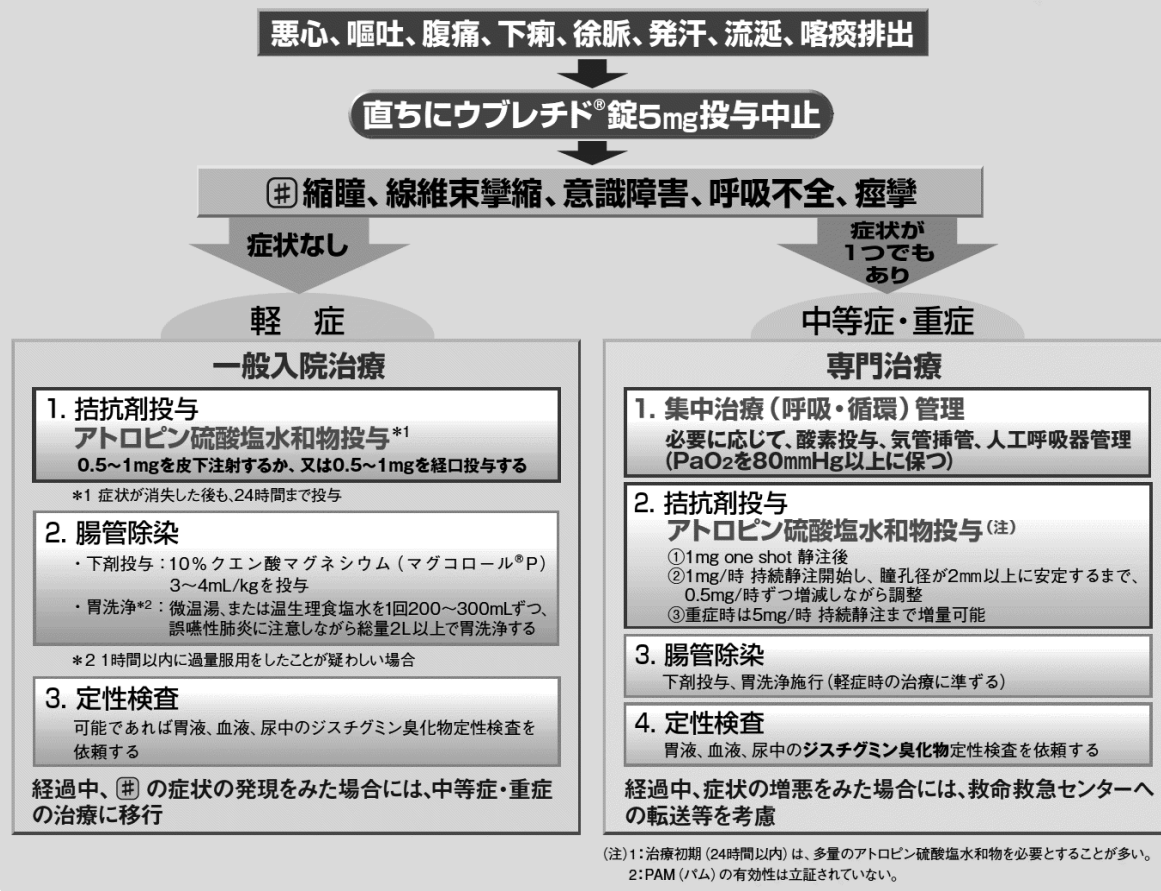 悪心、嘔吐、腹痛、下痢、徐脈、発汗、流涎、喀痰排出
直ちにウブレチド®錠5mg投与中止
#縮瞳、線維束攣縮、意識障害、呼吸不全、痙攣
症状なし
症状が
1つでも
あり
軽 症
一般入院治療
1. 拮抗剤投与
アトロピン硫酸塩水和物投与*1
0.5～1mgを皮下注射するか、又は0.5～1mgを経口投与する
*1 症状が消失した後も、24時間まで投与
2. 腸管除染
・下剤投与：10％クエン酸マグネシウム（マグコロール®P）
3～4mL/kgを投与
・胃洗浄*2：微温湯、または温生理食塩水を1回200～300mLずつ、
誤嚥性肺炎に注意しながら総量2L以上で胃洗浄する
*2 1時間以内に過量服用をしたことが疑わしい場合
3. 定性検査
可能であれば胃液、血液、尿中のジスチグミン臭化物定性検査を
依頼する
経過中、#の症状の発現をみた場合には、中等症・重症
の治療に移行
中等症・重症
専門治療
1. 集中治療（呼吸・循環）管理
必要に応じて、酸素投与、気管挿管、人工呼吸器管理
(PaO2を80mmHg以上に保つ)
2. 拮抗剤投与
アトロピン硫酸塩水和物投与(注)
①1mg one shot 静注後
②1mg/時 持続静注開始し、瞳孔径が2mm以上に安定するまで、
0.5mg/時ずつ増減しながら調整
③重症時は5mg/時 持続静注まで増量可能
3. 腸管除染
下剤投与、胃洗浄施行（軽症時の治療に準ずる）
4. 定性検査
胃液、血液、尿中のジスチグミン臭化物定性検査を依頼する
経過中、症状の増悪をみた場合には、救命救急センターへ
の転送等を考慮
(注)1：治療初期（24時間以内）は、多量のアトロピン硫酸塩水和物を必要とすることが多い。
2：PAM（パム）の有効性は立証されていない。